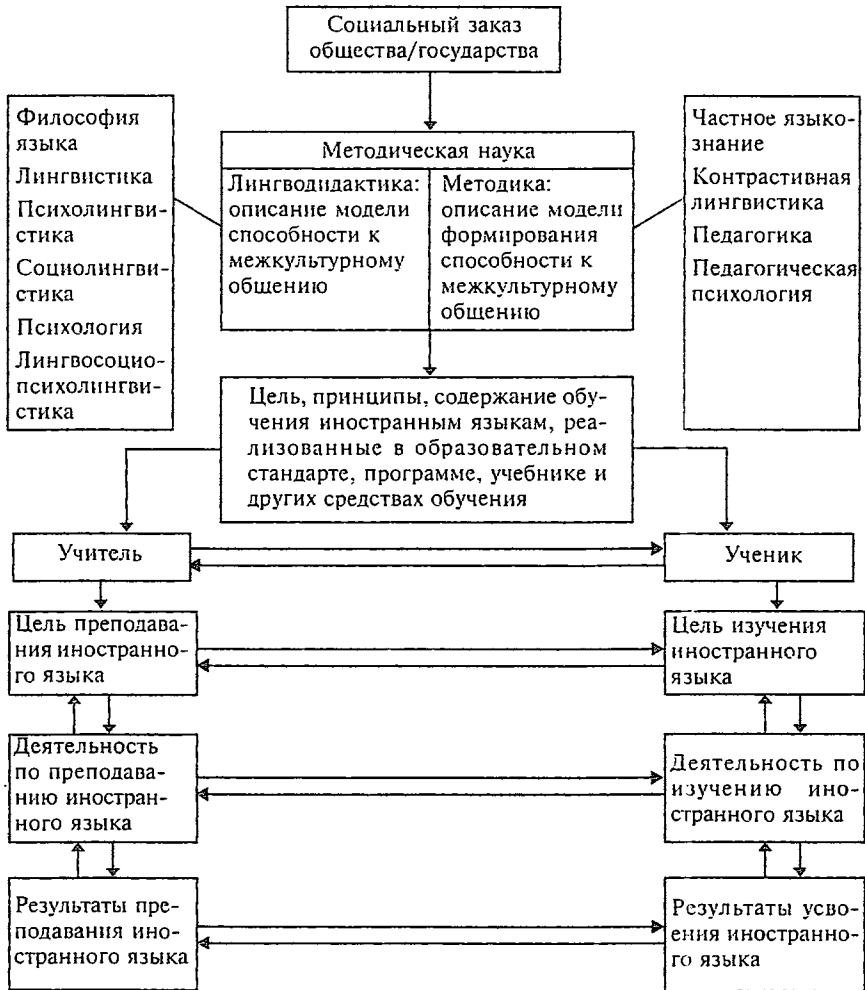 Социальный заказ
общества/государства
Философия
языка
Лингвистика
Психолингви-
стика
Социолингви-
стика
Психология
Лингвосоцио-
психолингви-
стика
Методическая наука
Лингводидактика:
описание модели
способности к
межкультурному
общению
Методика:
описание модели
формирования
способности к
межкультурному
общению
Частное языко-
знание
Контрастивная
лингвистика
Педагогика
Педагогическая
психология
Цель, принципы, содержание обу-
чения иностранным языкам, реа-
лизованные в образовательном
стандарте, программе, учебнике и
других средствах обучения
Учитель
Ученик
Цель преподава-
ния иностранно-
го языка
Цель изучения
иностранного
языка
Деятельность
по преподава-
нию иностран-
ного языка
Деятельность по
изучению ино-
странного языка
Результаты пре-
подавания ино-
странного языка
Результаты усво-
ения иностранно-
го языка